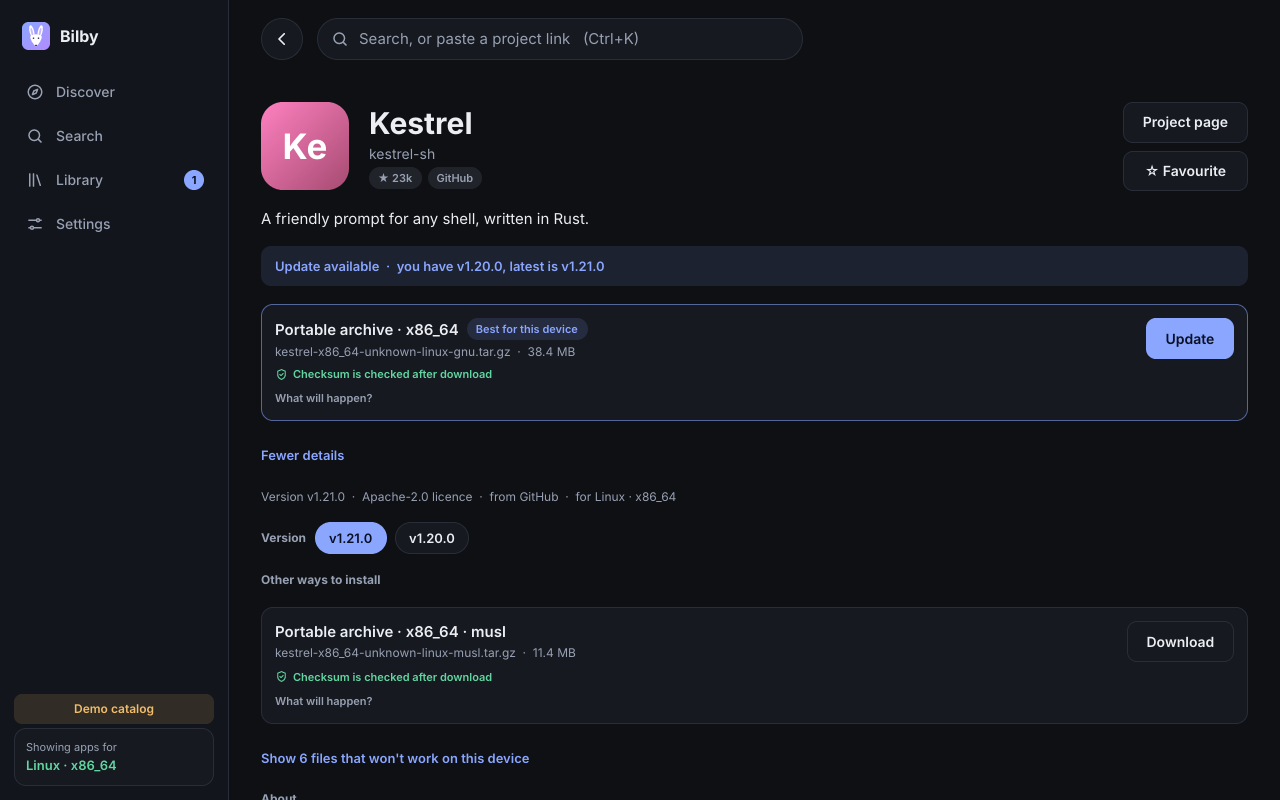 Bilby
Discover
Search
Library 1
Settings
Demo catalog
Showing apps for
Linux · x86_64
Search, or paste a project link (Ctrl+K)
Ke
Kestrel
kestrel-sh
★ 23k GitHub
Project page
☆ Favourite
A friendly prompt for any shell, written in Rust.
Update available · you have v1.20.0, latest is v1.21.0
Portable archive · x86_64 Best for this device
kestrel-x86_64-unknown-linux-gnu.tar.gz · 38.4 MB
Checksum is checked after download
What will happen?
Update
Fewer details
Version v1.21.0 · Apache-2.0 licence · from GitHub · for Linux · x86_64
Version v1.21.0 v1.20.0
Other ways to install
Portable archive · x86_64 · musl
kestrel-x86_64-unknown-linux-musl.tar.gz · 11.4 MB
Checksum is checked after download
What will happen?
Download
Show 6 files that won't work on this device
About